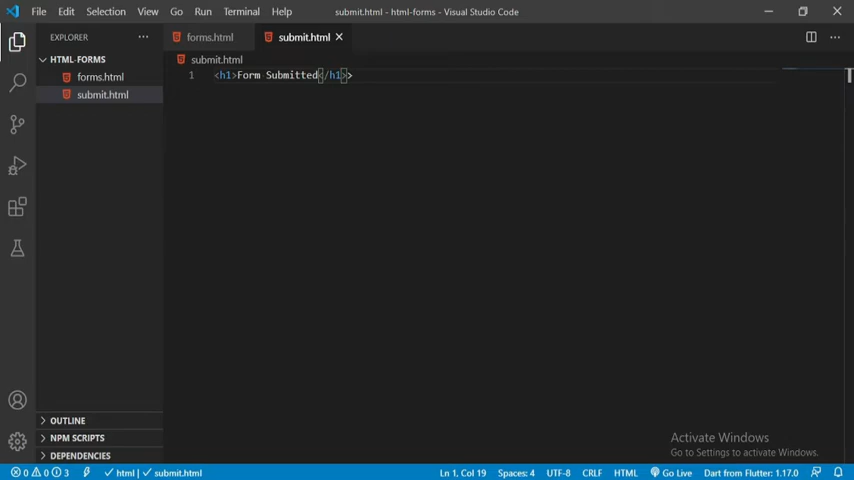 File Edit Selection View Go Run Terminal Help submit.html - html-forms - Visual Studio Code
EXPLORER ... forms.html submit.html
HTML-FORMS submit.html
forms.html 1 <h1>Form Submitted</h1>>
submit.html
Activate Windows
Go to Settings to activate Windows.
OUTLINE
NPM SCRIPTS
DEPENDENCIES
0 0 3 html | submit.html Ln 1, Col 19 Spaces: 4 UTF-8 CRLF HTML Go Live Dart from Flutter: 1.17.0